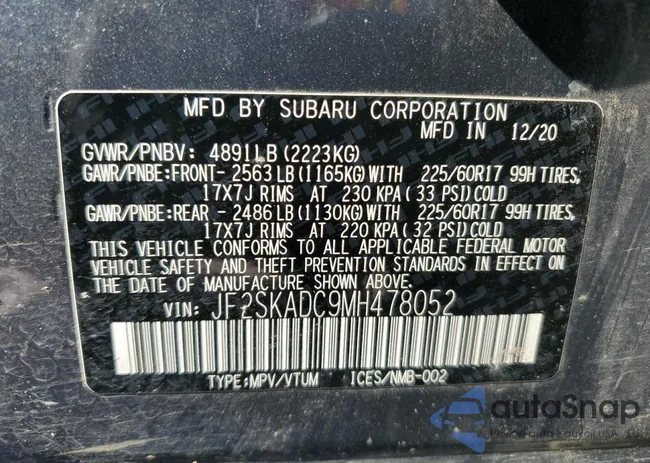 MFD BY SUBARU CORPORATION
MFD IN 12/20
GVWR/PNBV: 4891LB (2223KG)
GAWR/PNBE:FRONT- 2563 LB (1165KG) WITH 225/60R17 99H TIRES,
17X7J RIMS AT 230 KPA (33 PSI) COLD
GAWR/PNBE:REAR - 2486 LB (1130KG) WITH 225/60R17 99H TIRES,
17X7J RIMS AT 220 KPA (32 PSI) COLD
THIS VEHICLE CONFORMS TO ALL APPLICABLE FEDERAL MOTOR
VEHICLE SAFETY AND THEFT PREVENTION STANDARDS IN EFFECT
ON THE DATE OF MANUFACTURE SHOWN ABOVE.
VIN: JF2SKADC9MH478052
TYPE:MPV/VTUM ICES/NMB-002
autoSnap